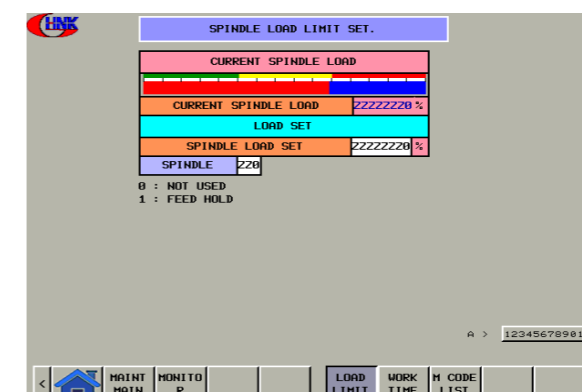 HNK
SPINDLE LOAD LIMIT SET.
CURRENT SPINDLE LOAD
CURRENT SPINDLE LOAD ZZZZZZZ0 %
LOAD SET
SPINDLE LOAD SET ZZZZZZZ0 %
SPINDLE ZZ0
0 : NOT USED
1 : FEED HOLD
A > 12345678901
< MAINT MONITO LOAD WORK M CODE
MAIN R LIMIT TIME LIST